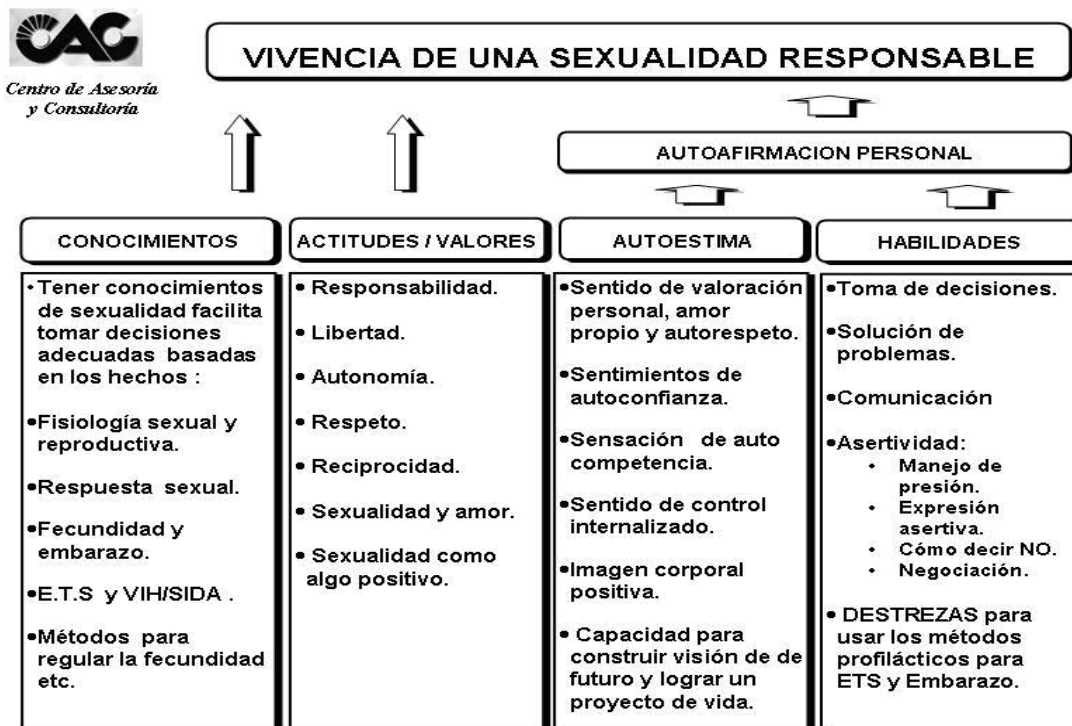 CAC
Centro de Asesoría
y Consultoría
VIVENCIA DE UNA SEXUALIDAD RESPONSABLE
AUTOAFIRMACION PERSONAL
CONOCIMIENTOS
•Tener conocimientos
de sexualidad facilita
tomar decisiones
adecuadas basadas
en los hechos :
•Fisiología sexual y
reproductiva.
•Respuesta sexual.
•Fecundidad y
embarazo.
•E.T.S y VIH/SIDA .
•Métodos para
regular la fecundidad
etc.
ACTITUDES / VALORES
• Responsabilidad.
• Libertad.
• Autonomía.
• Respeto.
• Reciprocidad.
• Sexualidad y amor.
• Sexualidad como
algo positivo.
AUTOESTIMA
•Sentido de valoración
personal, amor
propio y autorespeto.
•Sentimientos de
autoconfianza.
•Sensación de auto
competencia.
•Sentido de control
internalizado.
•Imagen corporal
positiva.
• Capacidad para
construir visión de de
futuro y lograr un
proyecto de vida.
HABILIDADES
•Toma de decisiones.
•Solución de
problemas.
•Comunicación
•Asertividad:
• Manejo de
presión.
• Expresión
asertiva.
• Cómo decir NO.
• Negociación.
• DESTREZAS para
usar los métodos
profilácticos para
ETS y Embarazo.